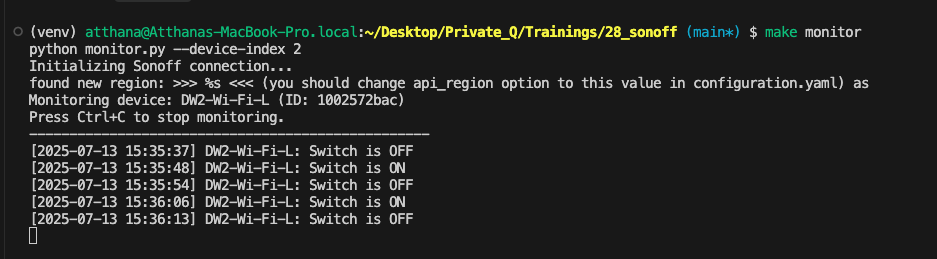 (venv) atthana@Atthanas-MacBook-Pro.local:~/Desktop/Private_Q/Trainings/28_sonoff (main*) $ make monitor
python monitor.py --device-index 2
Initializing Sonoff connection...
found new region: >>> %s <<< (you should change api_region option to this value in configuration.yaml) as
Monitoring device: DW2-Wi-Fi-L (ID: 1002572bac)
Press Ctrl+C to stop monitoring.
--------------------------------------------------
[2025-07-13 15:35:37] DW2-Wi-Fi-L: Switch is OFF
[2025-07-13 15:35:48] DW2-Wi-Fi-L: Switch is ON
[2025-07-13 15:35:54] DW2-Wi-Fi-L: Switch is OFF
[2025-07-13 15:36:06] DW2-Wi-Fi-L: Switch is ON
[2025-07-13 15:36:13] DW2-Wi-Fi-L: Switch is OFF